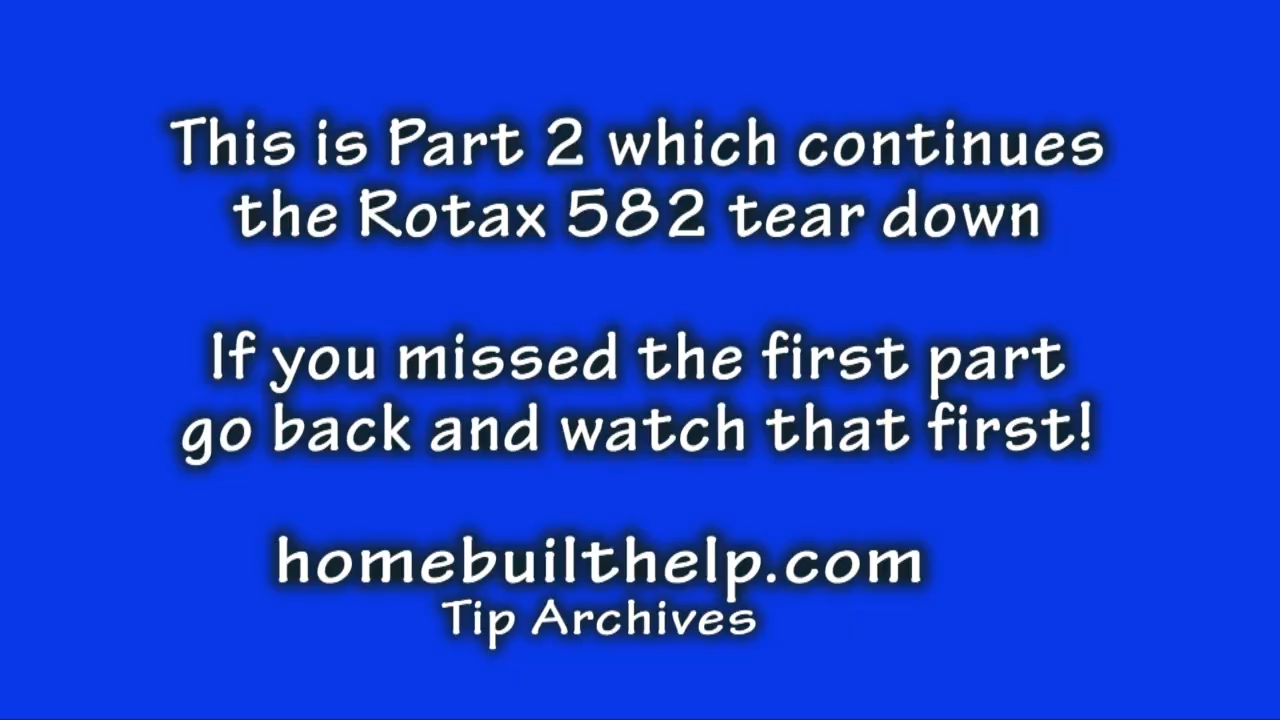 This is Part 2 which continues
the Rotax 582 tear down
If you missed the first part
go back and watch that first!
homebuilthelp.com
Tip Archives